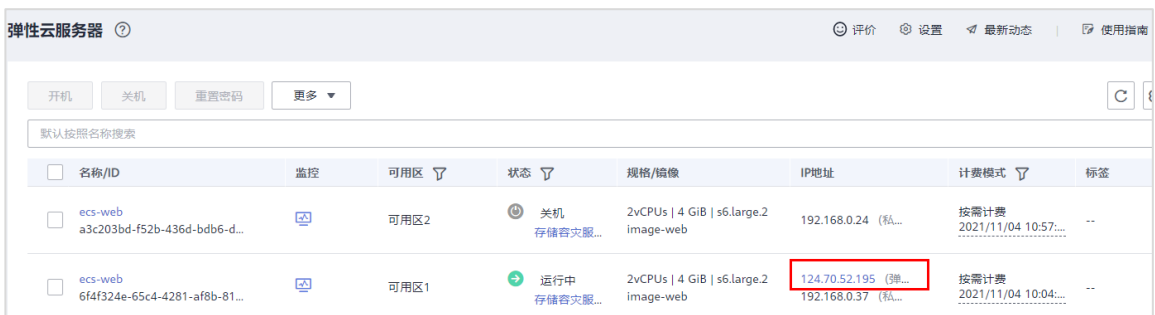 弹性云服务器
评价 设置 最新动态 使用指南
开机 关机 重置密码 更多
默认按照名称搜索
名称/ID 监控 可用区 状态 规格/镜像 IP地址 计费模式 标签
ecs-web 关机 2vCPUs | 4 GiB | s6.large.2 按需计费
a3c203bd-f52b-436d-bdb6-d... 可用区2 存储容灾服... image-web 192.168.0.24 (私... 2021/11/04 10:57:... --
ecs-web 运行中 2vCPUs | 4 GiB | s6.large.2 124.70.52.195 (弹... 按需计费
6f4f324e-65c4-4281-af8b-81... 可用区1 存储容灾服... image-web 192.168.0.37 (私... 2021/11/04 10:04:... --